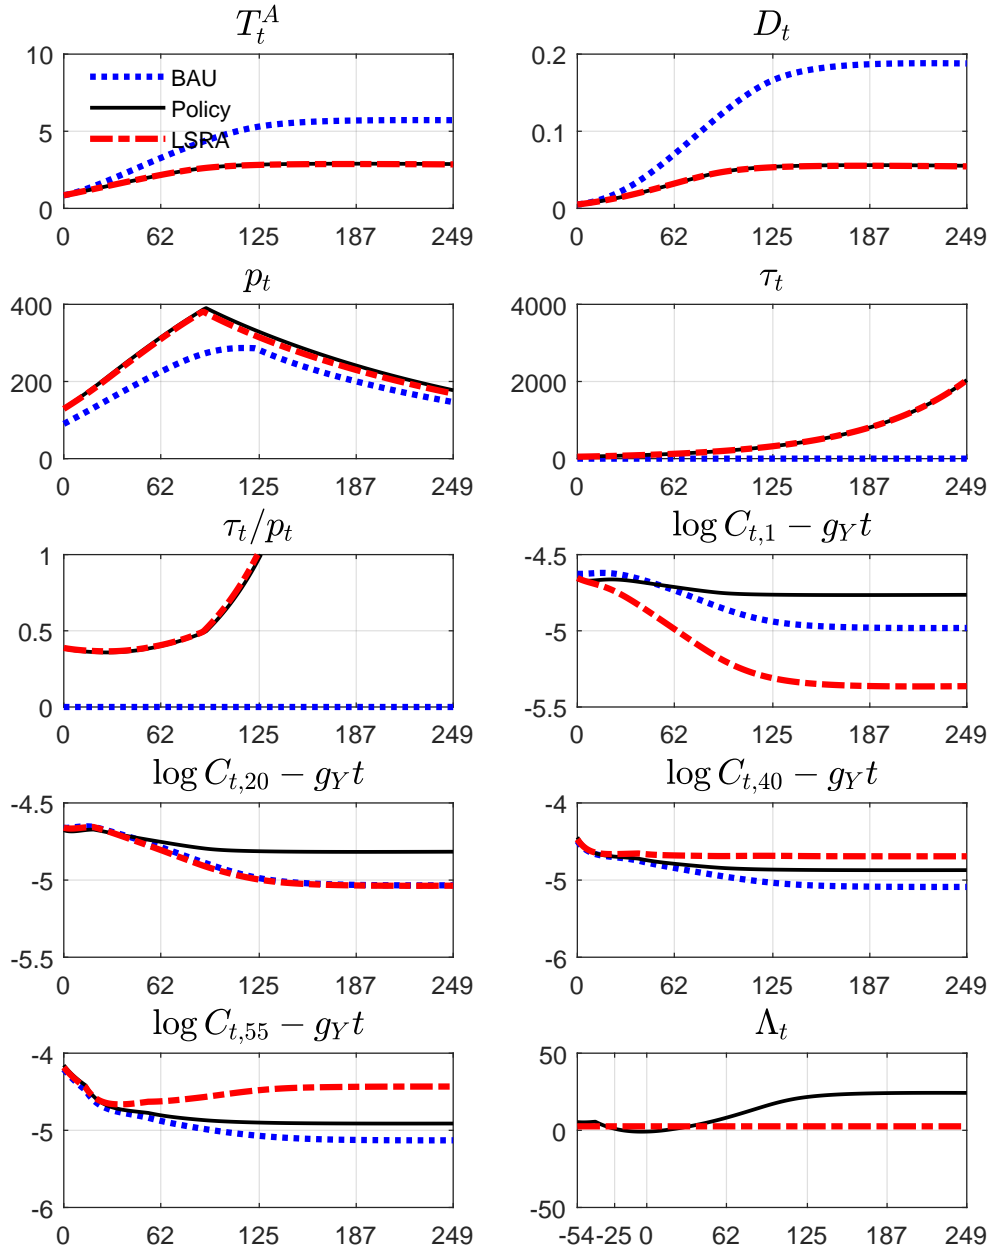 T_t^A
D_t
10
5
0
BAU
Policy
LSRA
0 62 125 187 249
0.2
0.1
0
0 62 125 187 249
p_t
τ_t
400
200
0
0 62 125 187 249
4000
2000
0
0 62 125 187 249
τ_t/p_t
log C_{t,1} − g_Y t
1
0.5
0
0 62 125 187 249
-4.5
-5
-5.5
0 62 125 187 249
log C_{t,20} − g_Y t
log C_{t,40} − g_Y t
-4.5
-5
-5.5
0 62 125 187 249
-4
-5
-6
0 62 125 187 249
log C_{t,55} − g_Y t
Λ_t
-4
-5
-6
0 62 125 187 249
50
0
-50
-54 -25 0 62 125 187 249